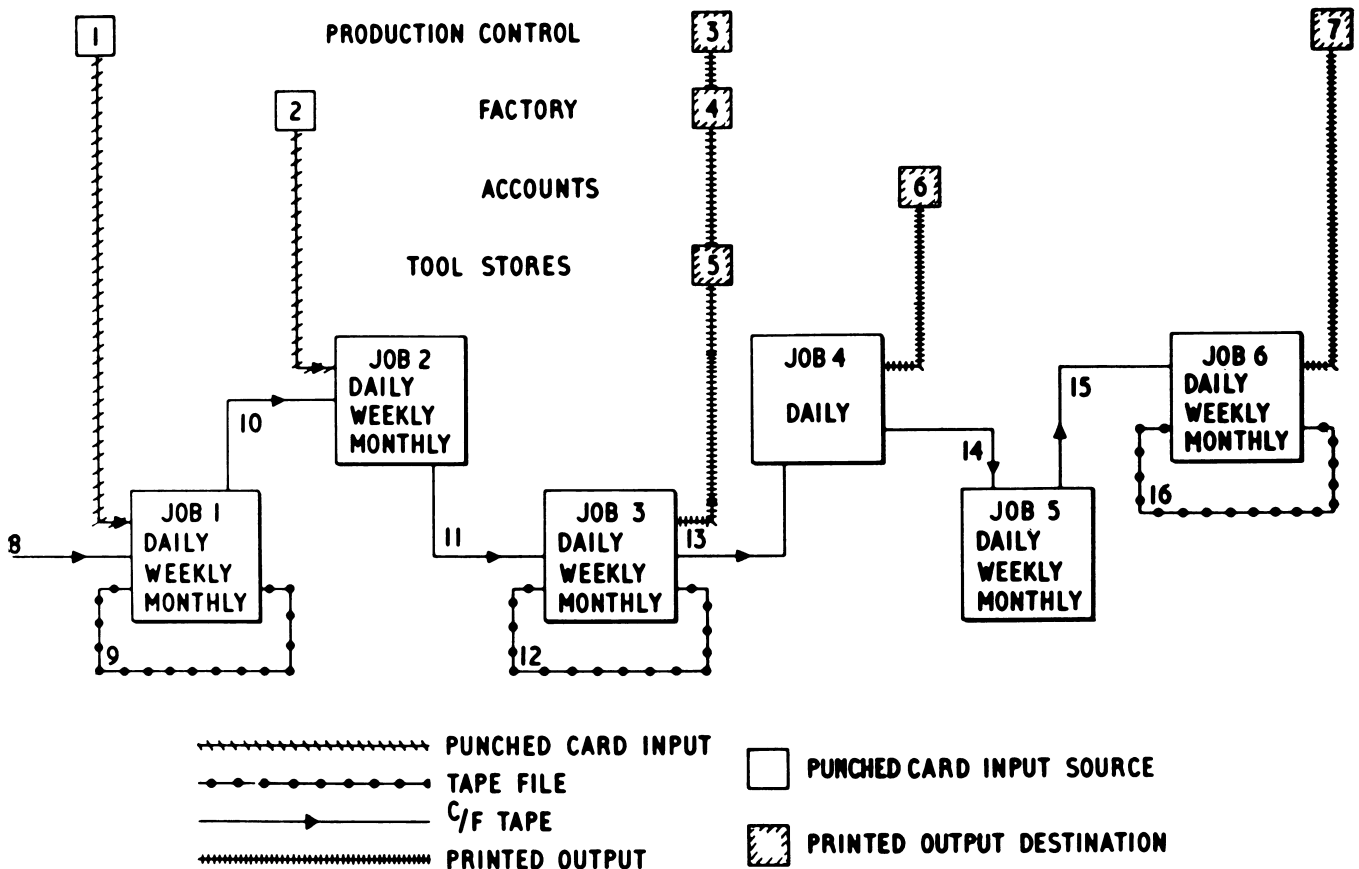 1 PRODUCTION CONTROL 3 7
2 FACTORY 4
ACCOUNTS 6
TOOL STORES 5
JOB 1
DAILY
WEEKLY
MONTHLY
8
9
10
JOB 2
DAILY
WEEKLY
MONTHLY
11
JOB 3
DAILY
WEEKLY
MONTHLY
12
13
JOB 4
DAILY
14
JOB 5
DAILY
WEEKLY
MONTHLY
15
JOB 6
DAILY
WEEKLY
MONTHLY
16
PUNCHED CARD INPUT
TAPE FILE
C/F TAPE
PRINTED OUTPUT
PUNCHED CARD INPUT SOURCE
PRINTED OUTPUT DESTINATION